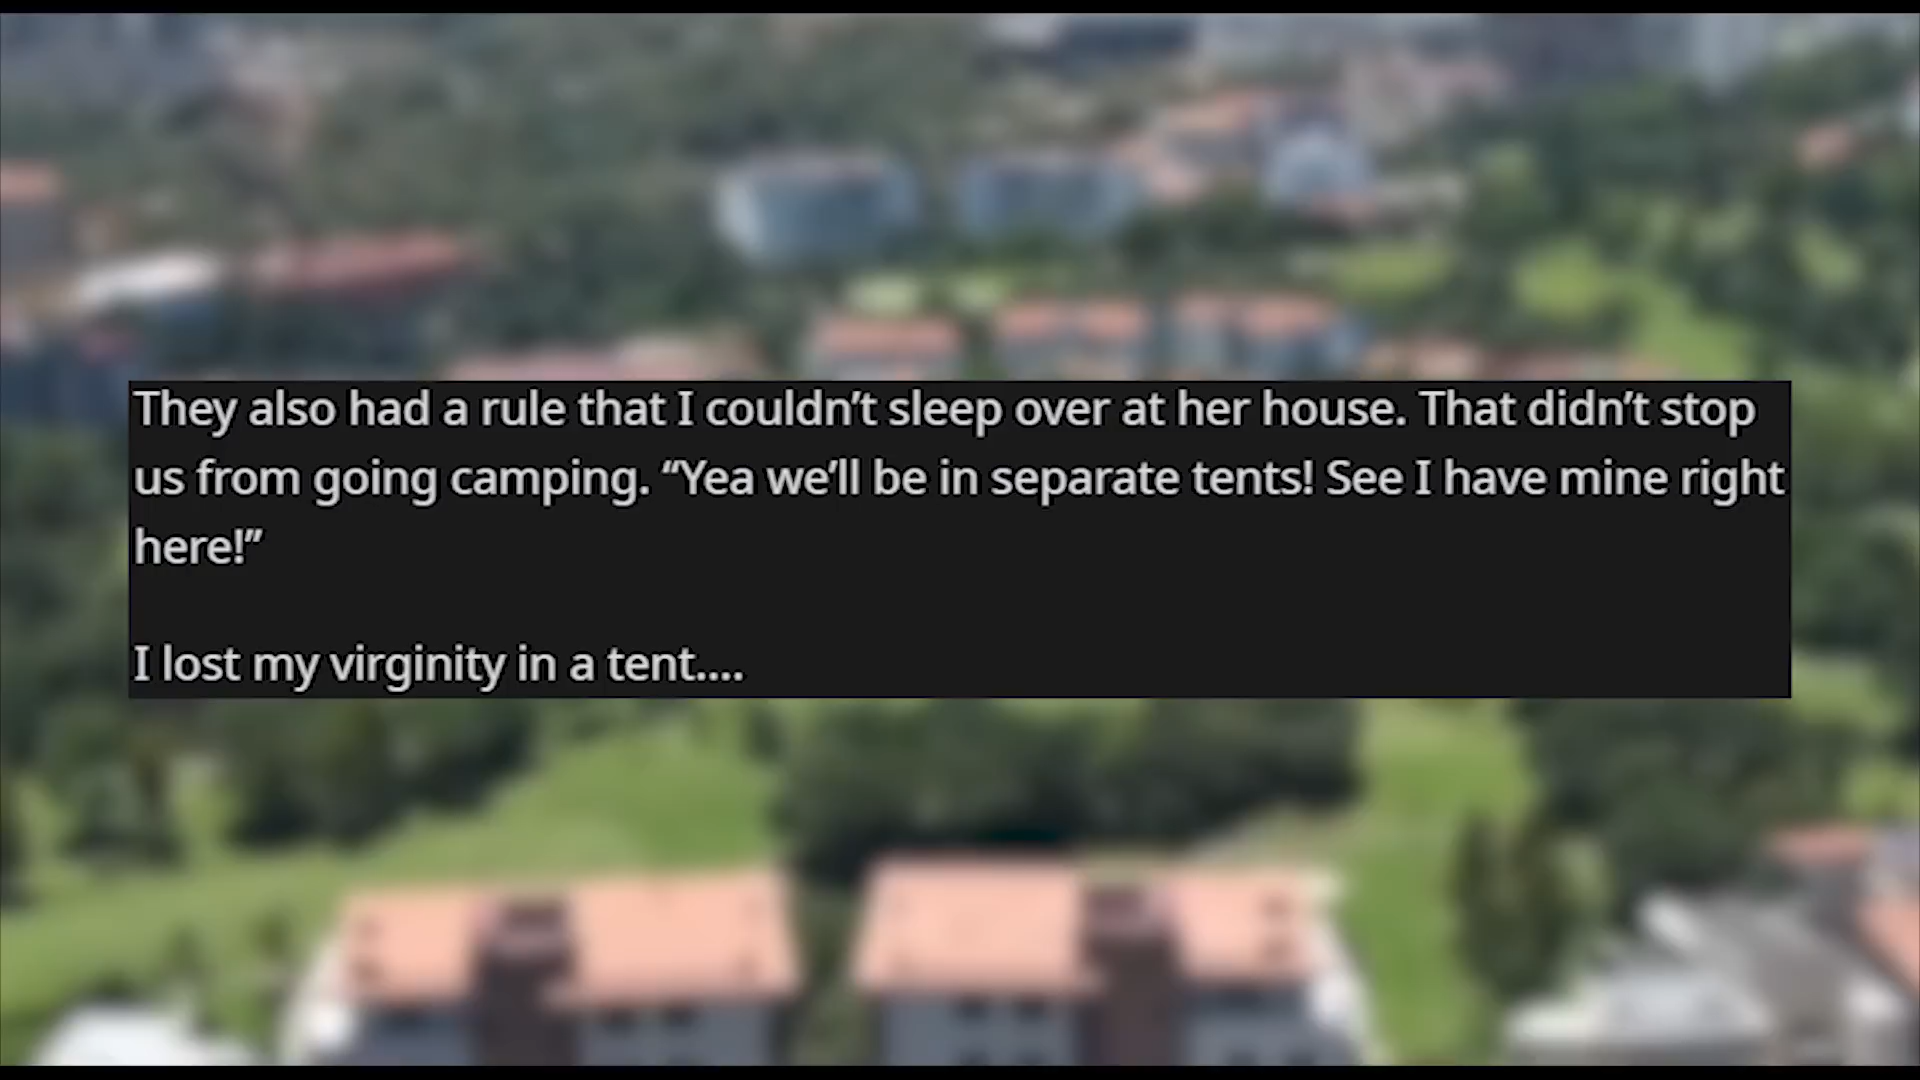 They also had a rule that I couldn’t sleep over at her house. That didn’t stop
us from going camping. “Yea we’ll be in separate tents! See I have mine right
here!”
I lost my virginity in a tent....